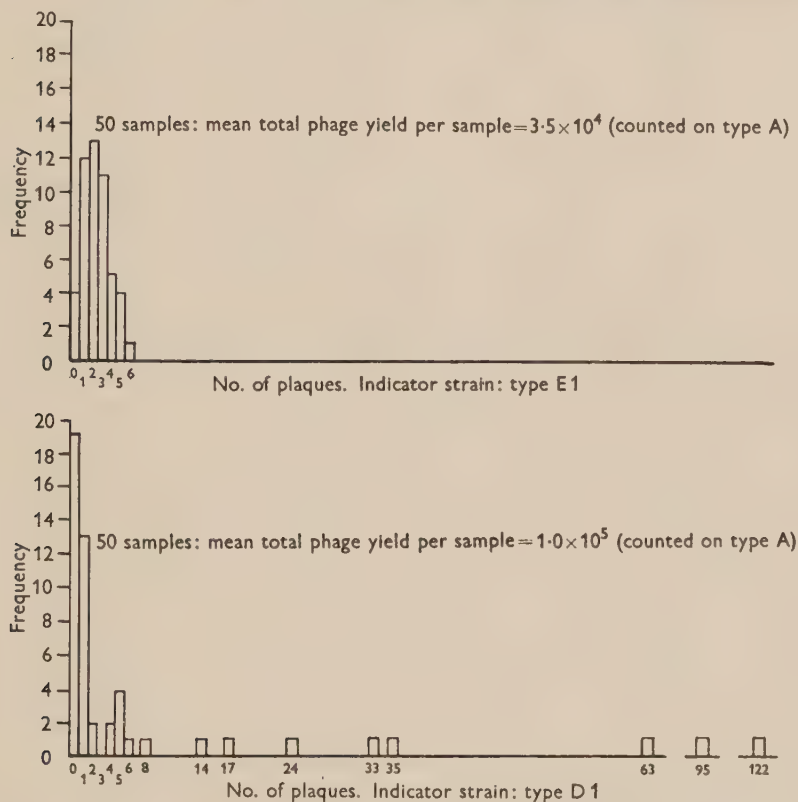 20
18
16
14
12
10
8
6
4
2
0
Frequency
50 samples: mean total phage yield per sample=3·5×10⁴ (counted on type A)
0 1 2 3 4 5 6
No. of plaques. Indicator strain: type E1
20
18
16
14
12
10
8
6
4
2
0
Frequency
50 samples: mean total phage yield per sample=1·0×10⁵ (counted on type A)
0 1 2 3 4 5 6 8 14 17 24 33 35 63 95 122
No. of plaques. Indicator strain: type D1